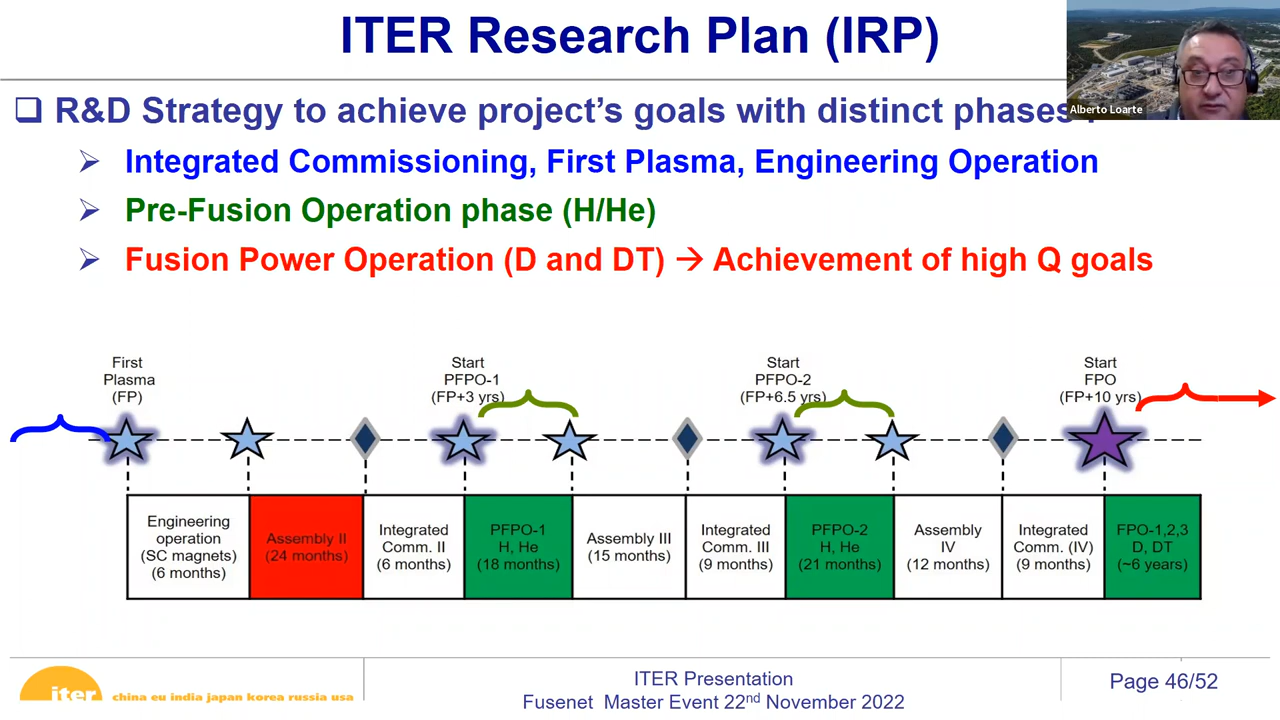 ITER Research Plan (IRP)
Alberto Loarte
R&D Strategy to achieve project's goals with distinct phases
Integrated Commissioning, First Plasma, Engineering Operation
Pre-Fusion Operation phase (H/He)
Fusion Power Operation (D and DT) → Achievement of high Q goals
First
Plasma
(FP)
Start
PFPO-1
(FP+3 yrs)
Start
PFPO-2
(FP+6.5 yrs)
Start
FPO
(FP+10 yrs)
Engineering
operation
(SC magnets)
(6 months)
Assembly II
(24 months)
Integrated
Comm. II
(6 months)
PFPO-1
H, He
(18 months)
Assembly III
(15 months)
Integrated
Comm. III
(9 months)
PFPO-2
H, He
(21 months)
Assembly
IV
(12 months)
Integrated
Comm. (IV)
(9 months)
FPO-1,2,3
D, DT
(~6 years)
iter
china eu india japan korea russia usa
ITER Presentation
Fusenet Master Event 22nd November 2022
Page 46/52